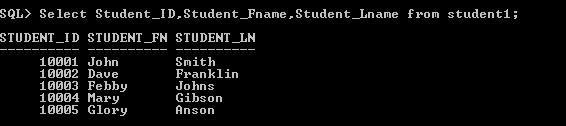 SQL> Select Student_ID,Student_Fname,Student_Lname from student1;
STUDENT_ID STUDENT_FN STUDENT_LN
---------- ---------- ----------
10001 John Smith
10002 Dave Franklin
10003 Febby Johns
10004 Mary Gibson
10005 Glory Anson